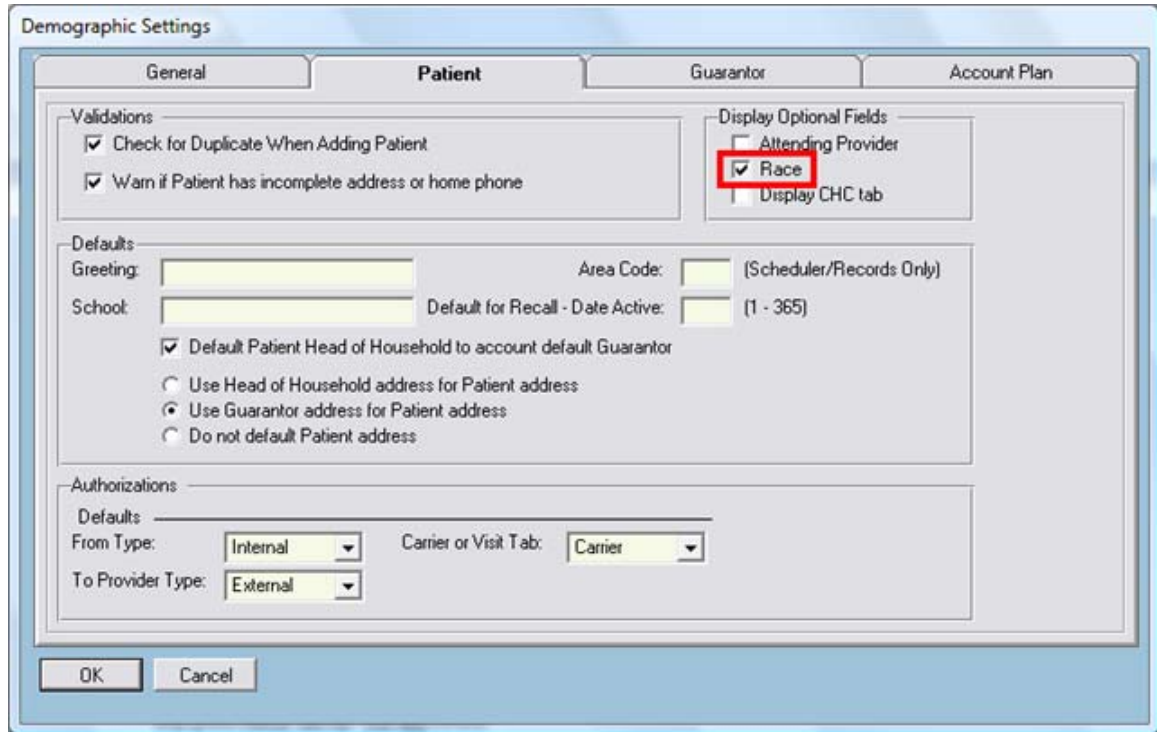 Demographic Settings
General Patient Guarantor Account Plan
Validations
Check for Duplicate When Adding Patient
Warn if Patient has incomplete address or home phone
Display Optional Fields
Attending Provider
Race
Display CHC tab
Defaults
Greeting: Area Code: (Scheduler/Records Only)
School: Default for Recall - Date Active: (1 - 365)
Default Patient Head of Household to account default Guarantor
Use Head of Household address for Patient address
Use Guarantor address for Patient address
Do not default Patient address
Authorizations
Defaults
From Type: Internal Carrier or Visit Tab: Carrier
To Provider Type: External
OK Cancel